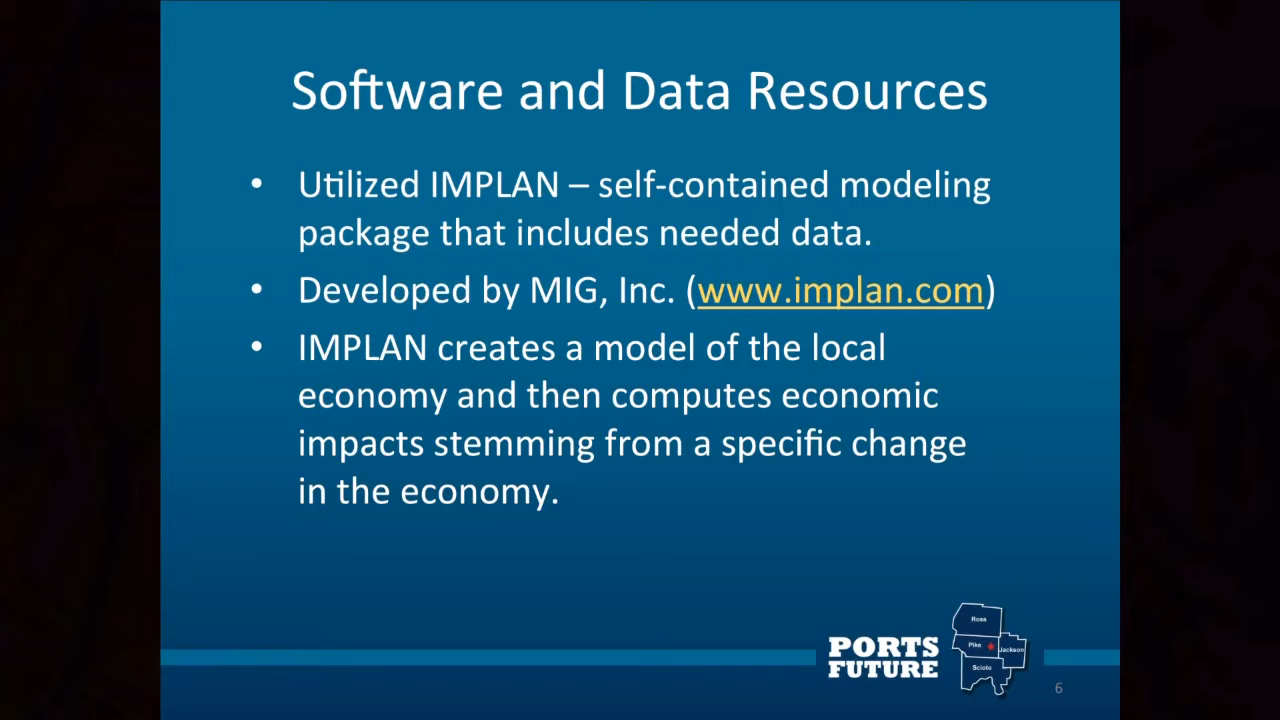 Software and Data Resources
• Utilized IMPLAN – self-contained modeling
package that includes needed data.
• Developed by MIG, Inc. (www.implan.com)
• IMPLAN creates a model of the local
economy and then computes economic
impacts stemming from a specific change
in the economy.
PORTS
FUTURE
Ross
Pike
Jackson
Scioto
6